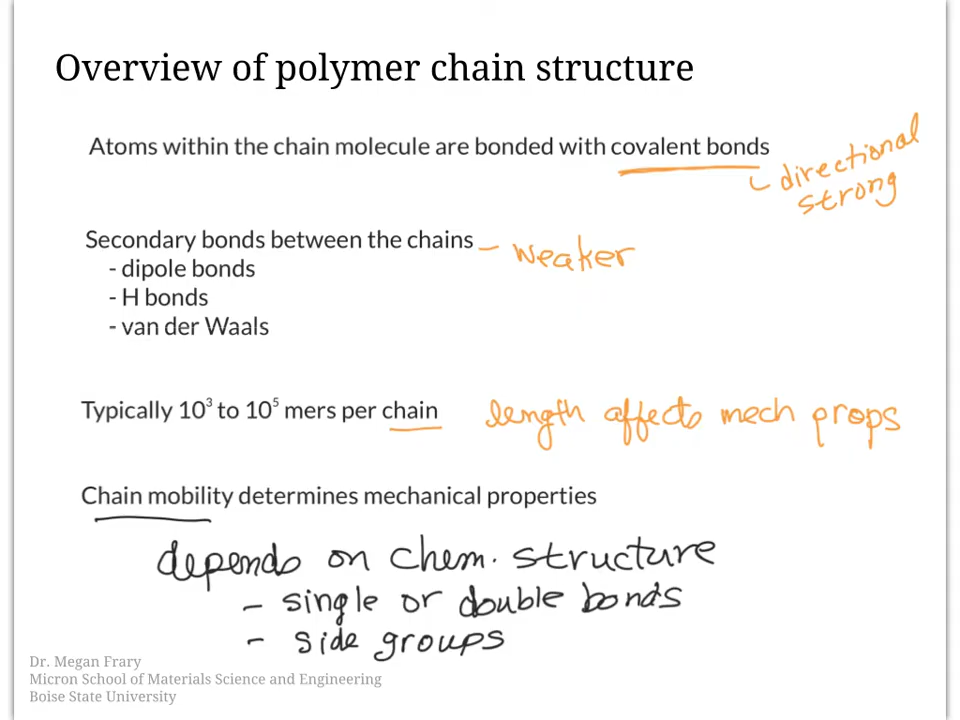 Overview of polymer chain structure
Atoms within the chain molecule are bonded with covalent bonds
directional
strong
Secondary bonds between the chains - weaker
- dipole bonds
- H bonds
- van der Waals
Typically 10³ to 10⁵ mers per chain length affects mech props
Chain mobility determines mechanical properties
depends on chem. structure
- single or double bonds
- side groups
Dr. Megan Frary
Micron School of Materials Science and Engineering
Boise State University